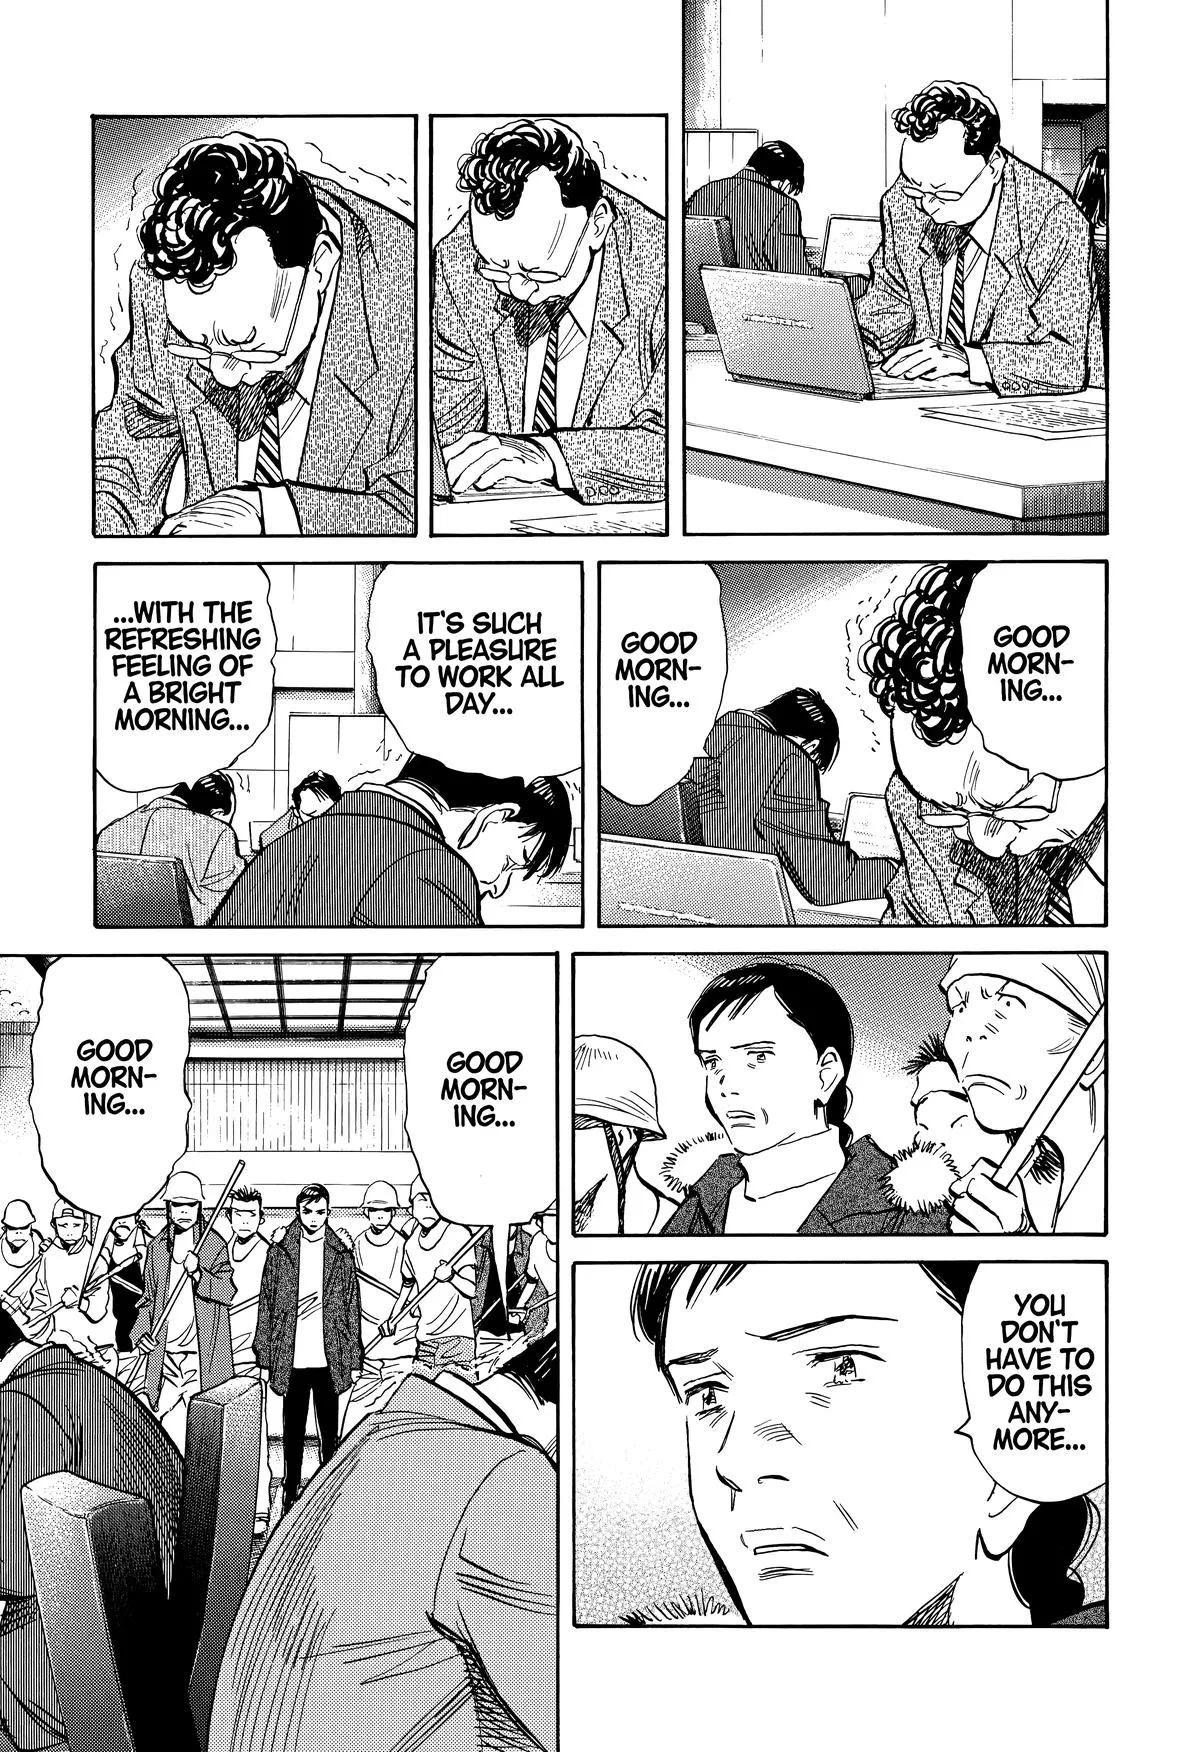 GOOD
MORN-
ING...
GOOD
MORN-
ING...
IT'S SUCH
A PLEASURE
TO WORK ALL
DAY...
...WITH THE
REFRESHING
FEELING OF
A BRIGHT
MORNING...
YOU
DON'T
HAVE TO
DO THIS
ANY-
MORE...
GOOD
MORN-
ING...
GOOD
MORN-
ING...